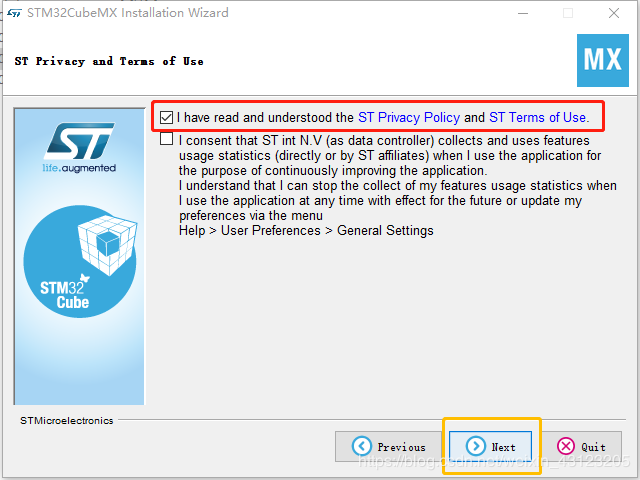 STM32CubeMX Installation Wizard
ST Privacy and Terms of Use
MX
I have read and understood the ST Privacy Policy and ST Terms of Use.
I consent that ST int N.V (as data controller) collects and uses features
usage statistics (directly or by ST affiliates) when I use the application for
the purpose of continuously improving the application.
I understand that I can stop the collect of my features usage statistics when
I use the application at any time with effect for the future or update my
preferences via the menu
Help > User Preferences > General Settings
ST
life.augmented
STM32
Cube
STMicroelectronics
Previous
Next
Quit
https://blog.csdn.net/weixin_43123205